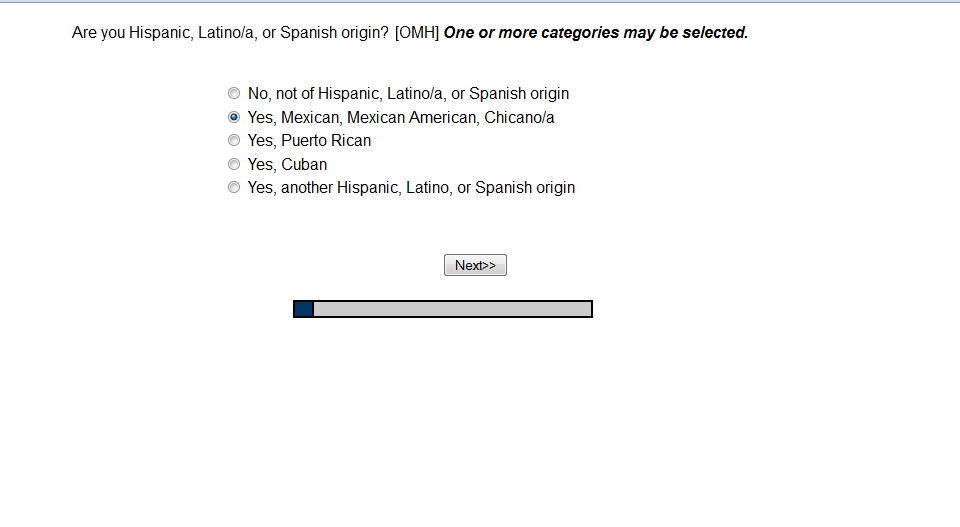 Are you Hispanic, Latino/a, or Spanish origin? [OMH] One or more categories may be selected.
No, not of Hispanic, Latino/a, or Spanish origin
Yes, Mexican, Mexican American, Chicano/a
Yes, Puerto Rican
Yes, Cuban
Yes, another Hispanic, Latino, or Spanish origin
Next>>